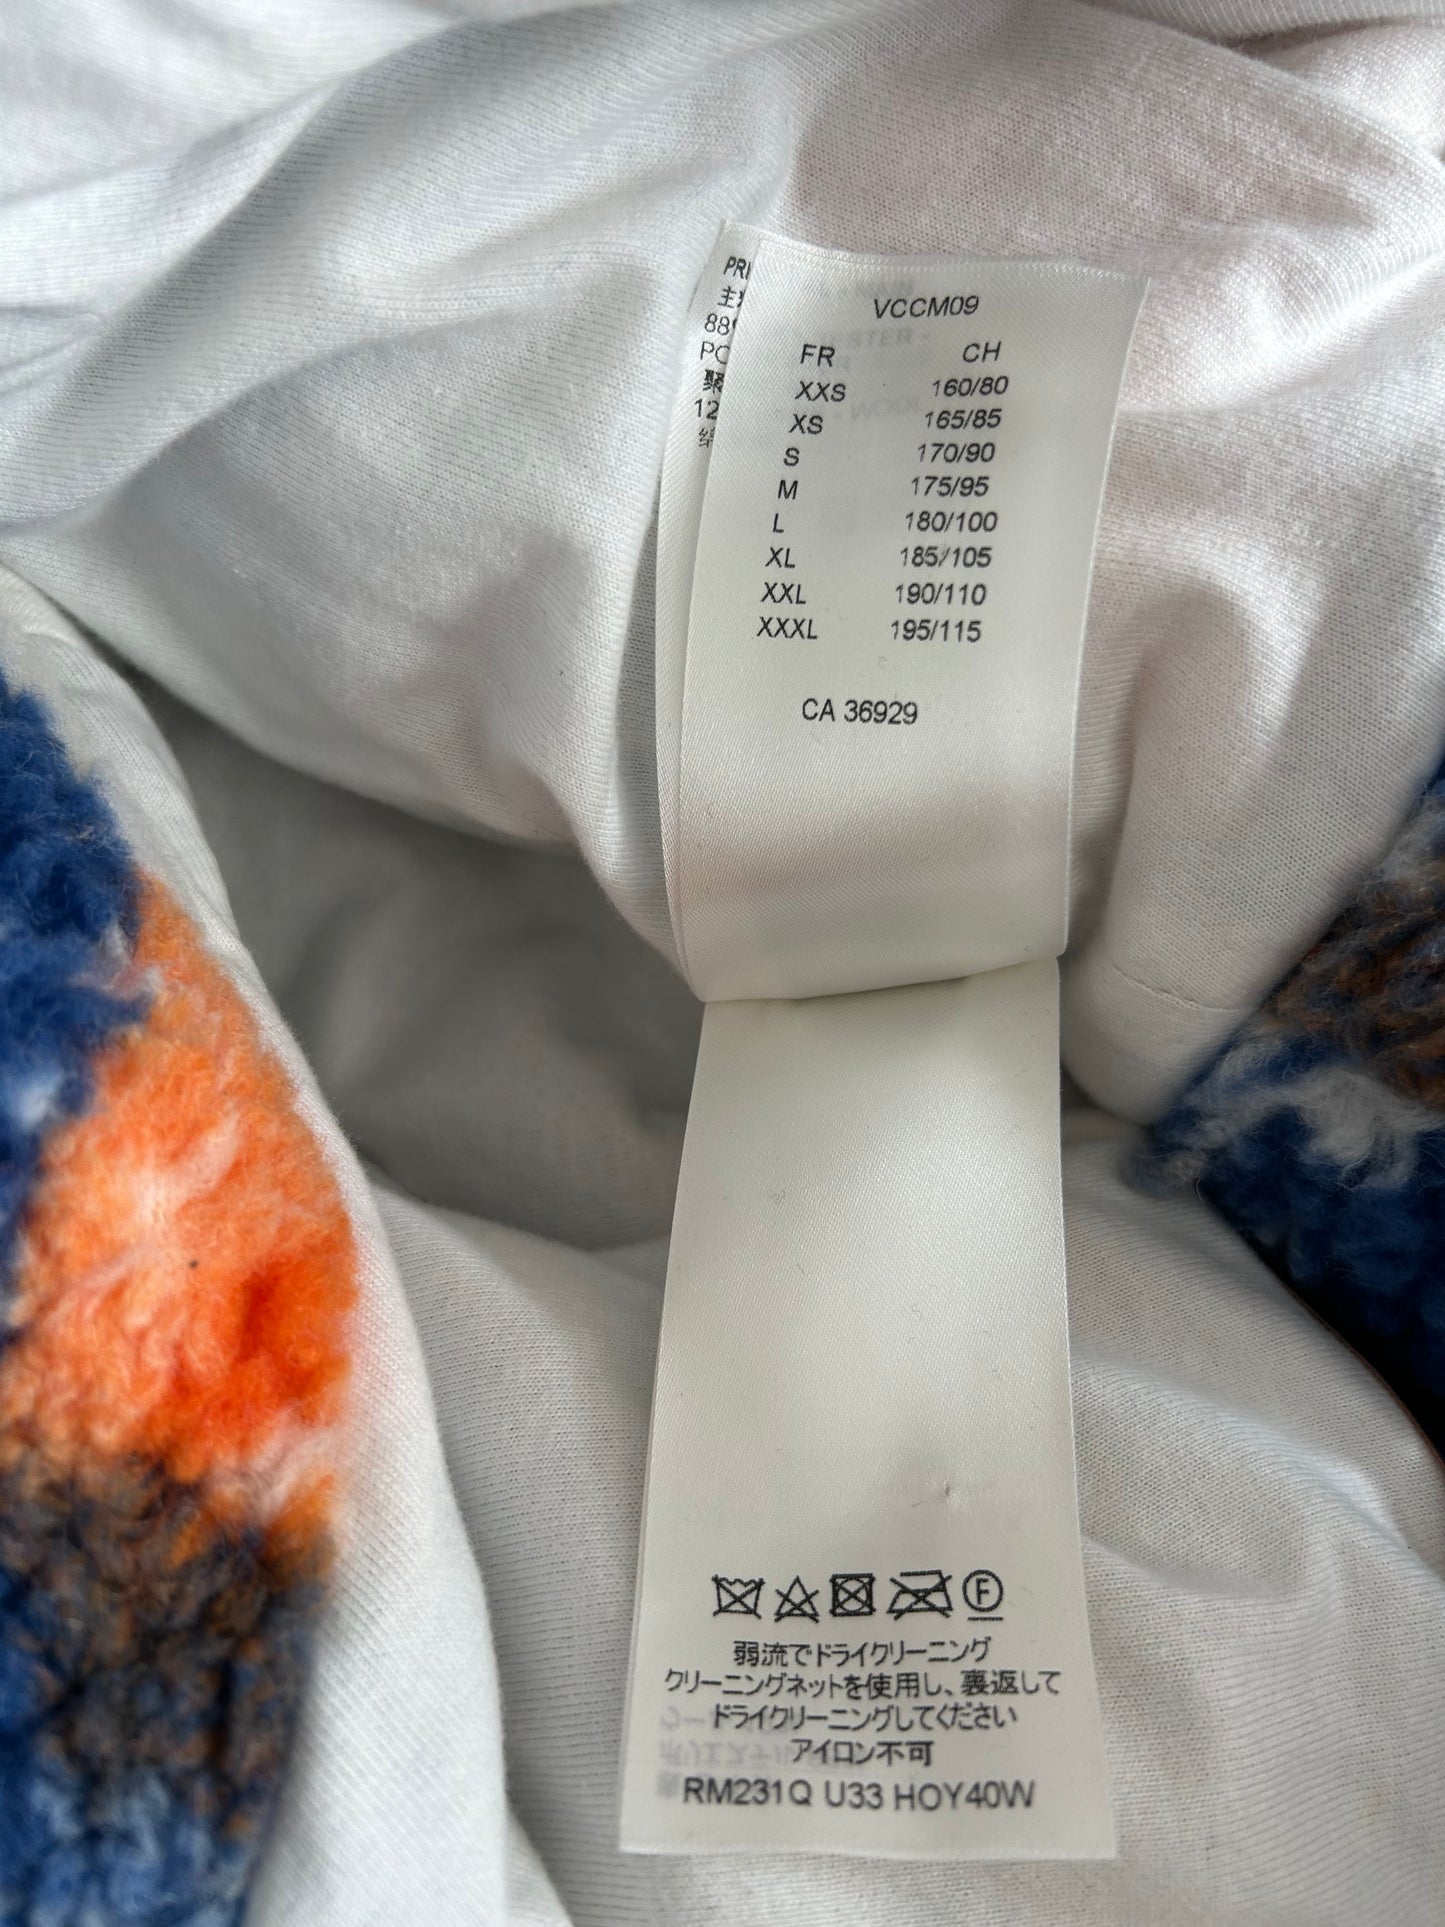 VCCM09
FR CH
XXS 160/80
XS 165/85
S 170/90
M 175/95
L 180/100
XL 185/105
XXL 190/110
XXXL 195/115
CA 36929
F
弱流でドライクリーニング
クリーニングネットを使用し、裏返して
ドライクリーニングしてください
アイロン不可
RM231Q U33 HOY40W